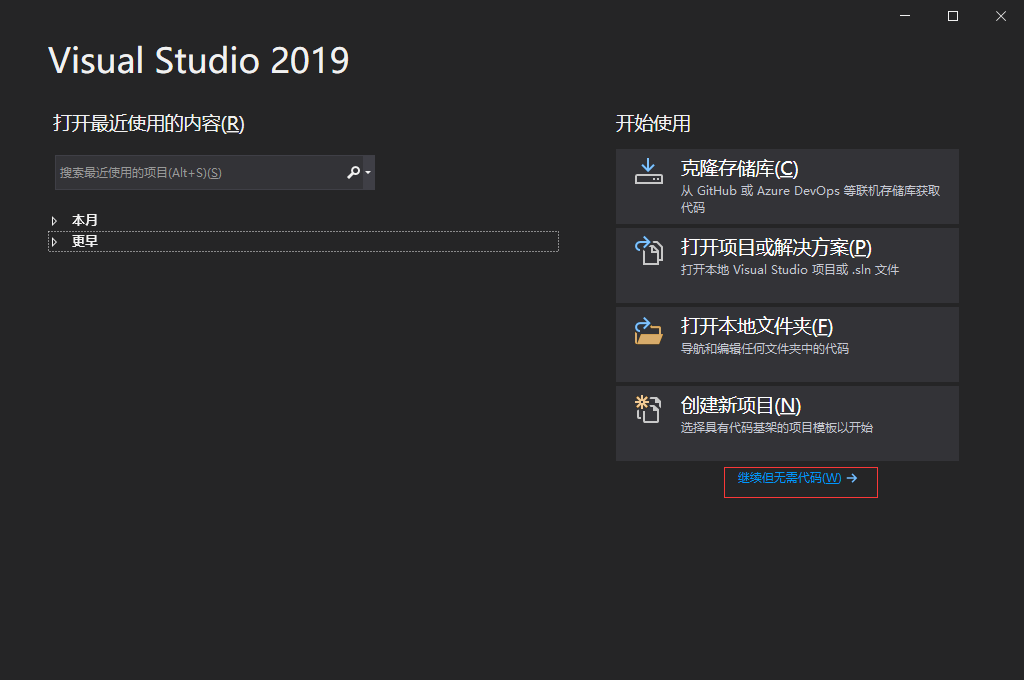 Visual Studio 2019
打开最近使用的内容(R)
搜索最近使用的项目(Alt+S)(S)
本月
更早
开始使用
克隆存储库(C)
从 GitHub 或 Azure DevOps 等联机存储库获取
代码
打开项目或解决方案(P)
打开本地 Visual Studio 项目或 .sln 文件
打开本地文件夹(F)
导航和编辑任何文件夹中的代码
创建新项目(N)
选择具有代码基架的项目模板以开始
继续但无需代码(W) →